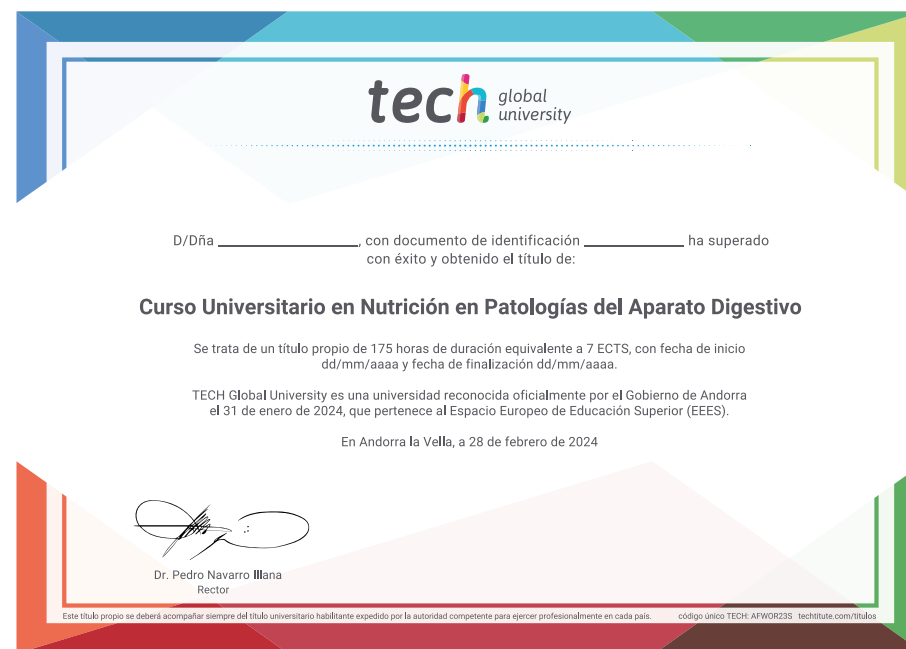 tech global university
D/Dña ____________________, con documento de identificación ______________ ha superado
con éxito y obtenido el título de:
Curso Universitario en Nutrición en Patologías del Aparato Digestivo
Se trata de un título propio de 175 horas de duración equivalente a 7 ECTS, con fecha de inicio
dd/mm/aaaa y fecha de finalización dd/mm/aaaa.
TECH Global University es una universidad reconocida oficialmente por el Gobierno de Andorra
el 31 de enero de 2024, que pertenece al Espacio Europeo de Educación Superior (EEES).
En Andorra la Vella, a 28 de febrero de 2024
Dr. Pedro Navarro Illana
Rector
Este título propio se deberá acompañar siempre del título universitario habilitante expedido por la autoridad competente para ejercer profesionalmente en cada país. código único TECH: AFWOR23S techtitute.com/titulos